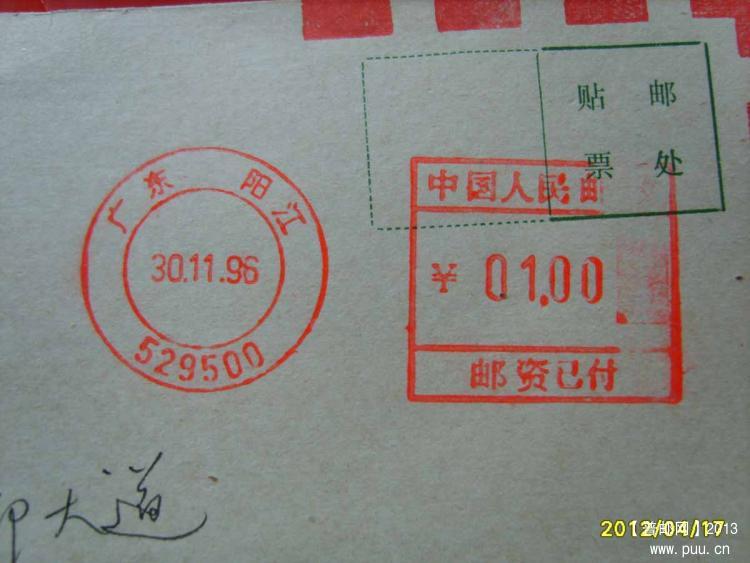 贴 邮
票 处
广东 阳江
30.11.96
529500
中国人民邮
¥ 01.00
邮资已付
大道
2012/04/17
2013
www.puu.cn